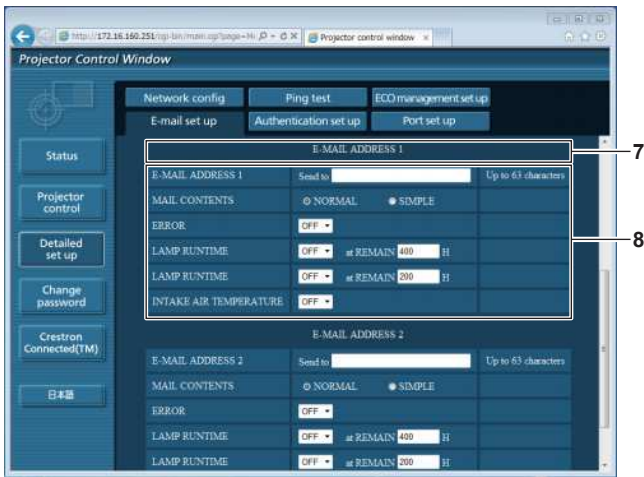 http://172.16.160.251/cgi-bin/main.cgi?page=
Projector control window
Projector Control Window
Network config Ping test ECO management set up
E-mail set up Authentication set up Port set up
Status
Projector control
Detailed set up
Change password
Crestron Connected(TM)
日本語
E-MAIL ADDRESS 1
7
E-MAIL ADDRESS 1 Send to Up to 63 characters
MAIL CONTENTS NORMAL SIMPLE
ERROR OFF
8
LAMP RUNTIME OFF at REMAIN 400 H
LAMP RUNTIME OFF at REMAIN 200 H
INTAKE AIR TEMPERATURE OFF
E-MAIL ADDRESS 2
E-MAIL ADDRESS 2 Send to Up to 63 characters
MAIL CONTENTS NORMAL SIMPLE
ERROR OFF
LAMP RUNTIME OFF at REMAIN 400 H
LAMP RUNTIME OFF at REMAIN 200 H